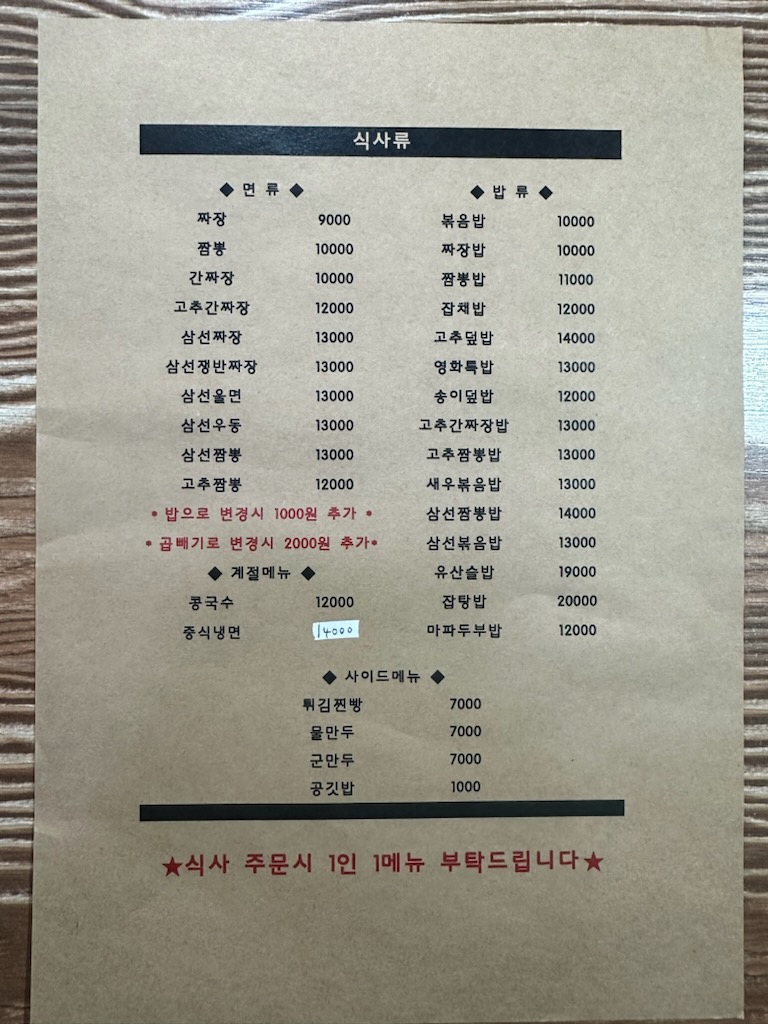 식사류
◆ 면 류 ◆
짜장 9000
짬뽕 10000
간짜장 10000
고추간짜장 12000
삼선짜장 13000
삼선쟁반짜장 13000
삼선울면 13000
삼선우동 13000
삼선짬뽕 13000
고추짬뽕 12000
• 밥으로 변경시 1000원 추가 •
• 곱빼기로 변경시 2000원 추가•
◆ 계절메뉴 ◆
콩국수 12000
중식냉면 14000
◆ 밥 류 ◆
볶음밥 10000
짜장밥 10000
짬뽕밥 11000
잡채밥 12000
고추덮밥 14000
영화특밥 13000
송이덮밥 12000
고추간짜장밥 13000
고추짬뽕밥 13000
새우볶음밥 13000
삼선짬뽕밥 14000
삼선볶음밥 13000
유산슬밥 19000
잡탕밥 20000
마파두부밥 12000
◆ 사이드메뉴 ◆
튀김찐빵 7000
물만두 7000
군만두 7000
공깃밥 1000
★식사 주문시 1인 1메뉴 부탁드립니다★